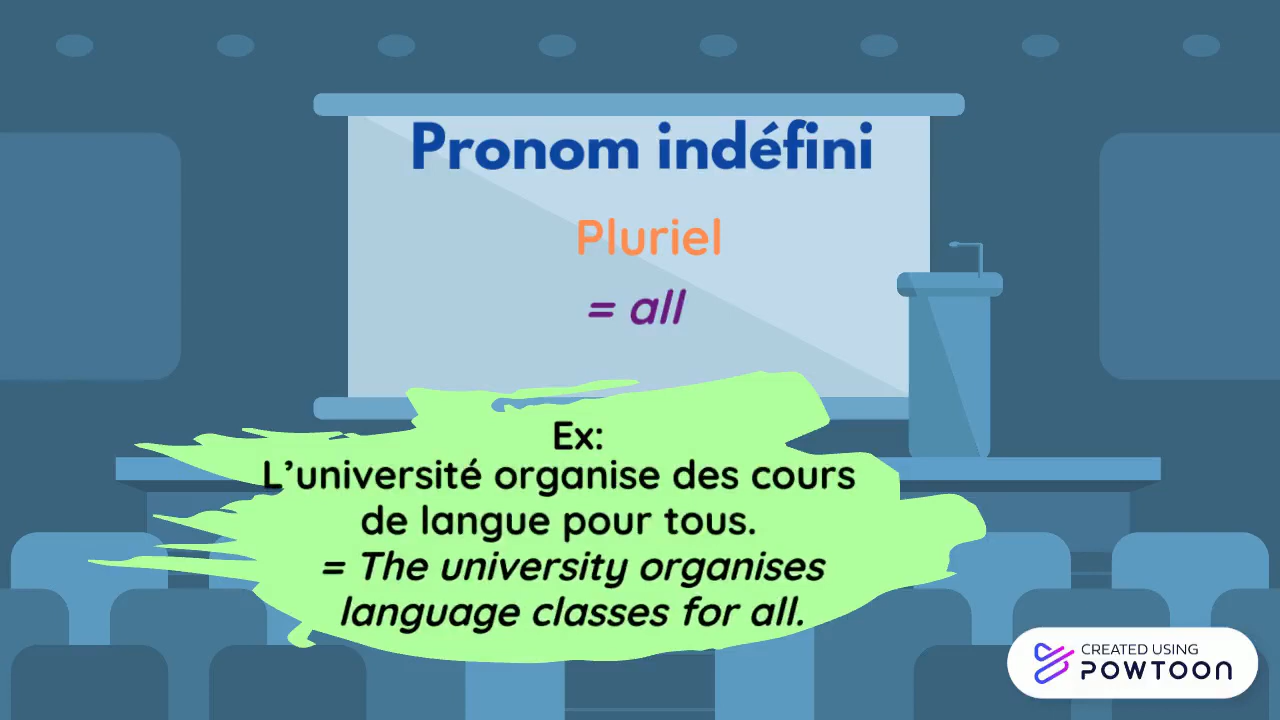 Pronom indéfini
Pluriel
= all
Ex:
L’université organise des cours
de langue pour tous.
= The university organises
language classes for all.
CREATED USING
POWTOON